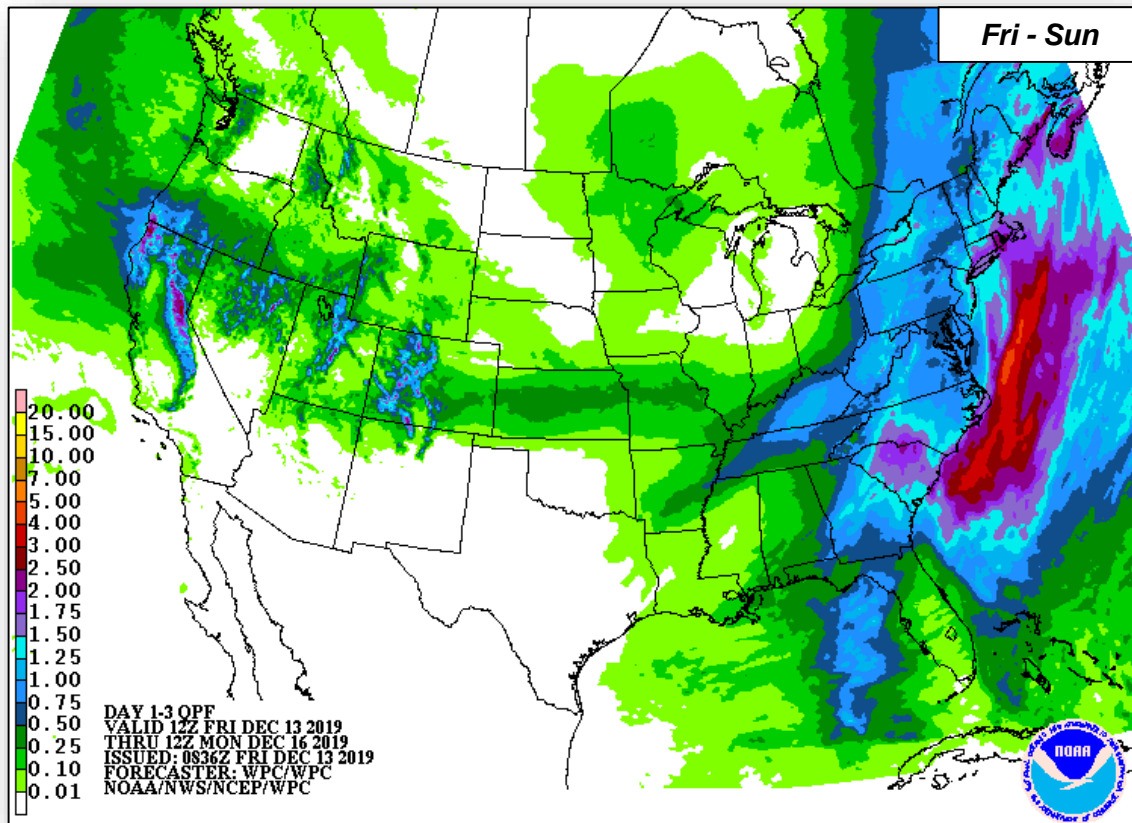 Fri - Sun
20.00
15.00
10.00
7.00
5.00
4.00
3.00
2.50
2.00
1.75
1.50
1.25
1.00
0.75
0.50
0.25
0.10
0.01
DAY 1-3 QPF
VALID 12Z FRI DEC 13 2019
THRU 12Z MON DEC 16 2019
ISSUED: 0836Z FRI DEC 13 2019
FORECASTER: WPC/WPC
NOAA/NWS/NCEP/WPC
NOAA